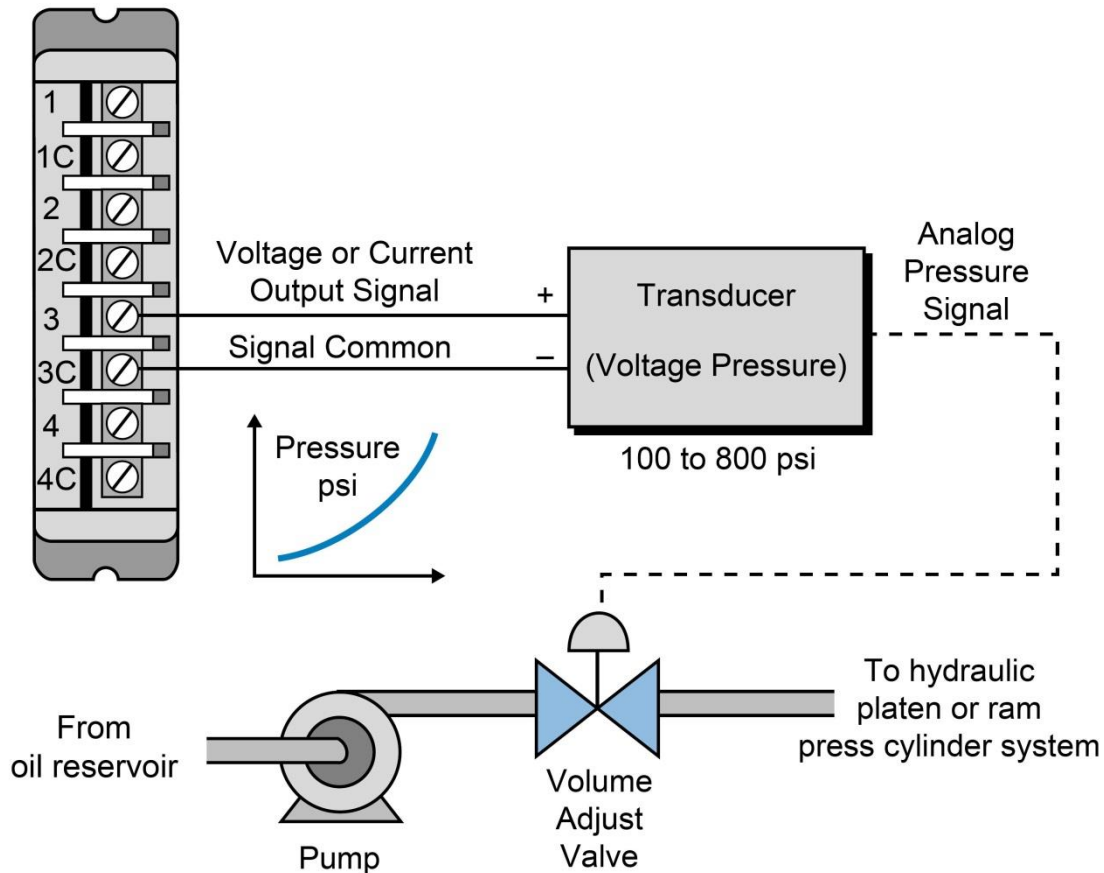 1
1C
2
2C
3
3C
4
4C
Voltage or Current
Output Signal
Signal Common
+
–
Transducer
(Voltage Pressure)
100 to 800 psi
Analog
Pressure
Signal
Pressure
psi
From
oil reservoir
Pump
Volume
Adjust
Valve
To hydraulic
platen or ram
press cylinder system